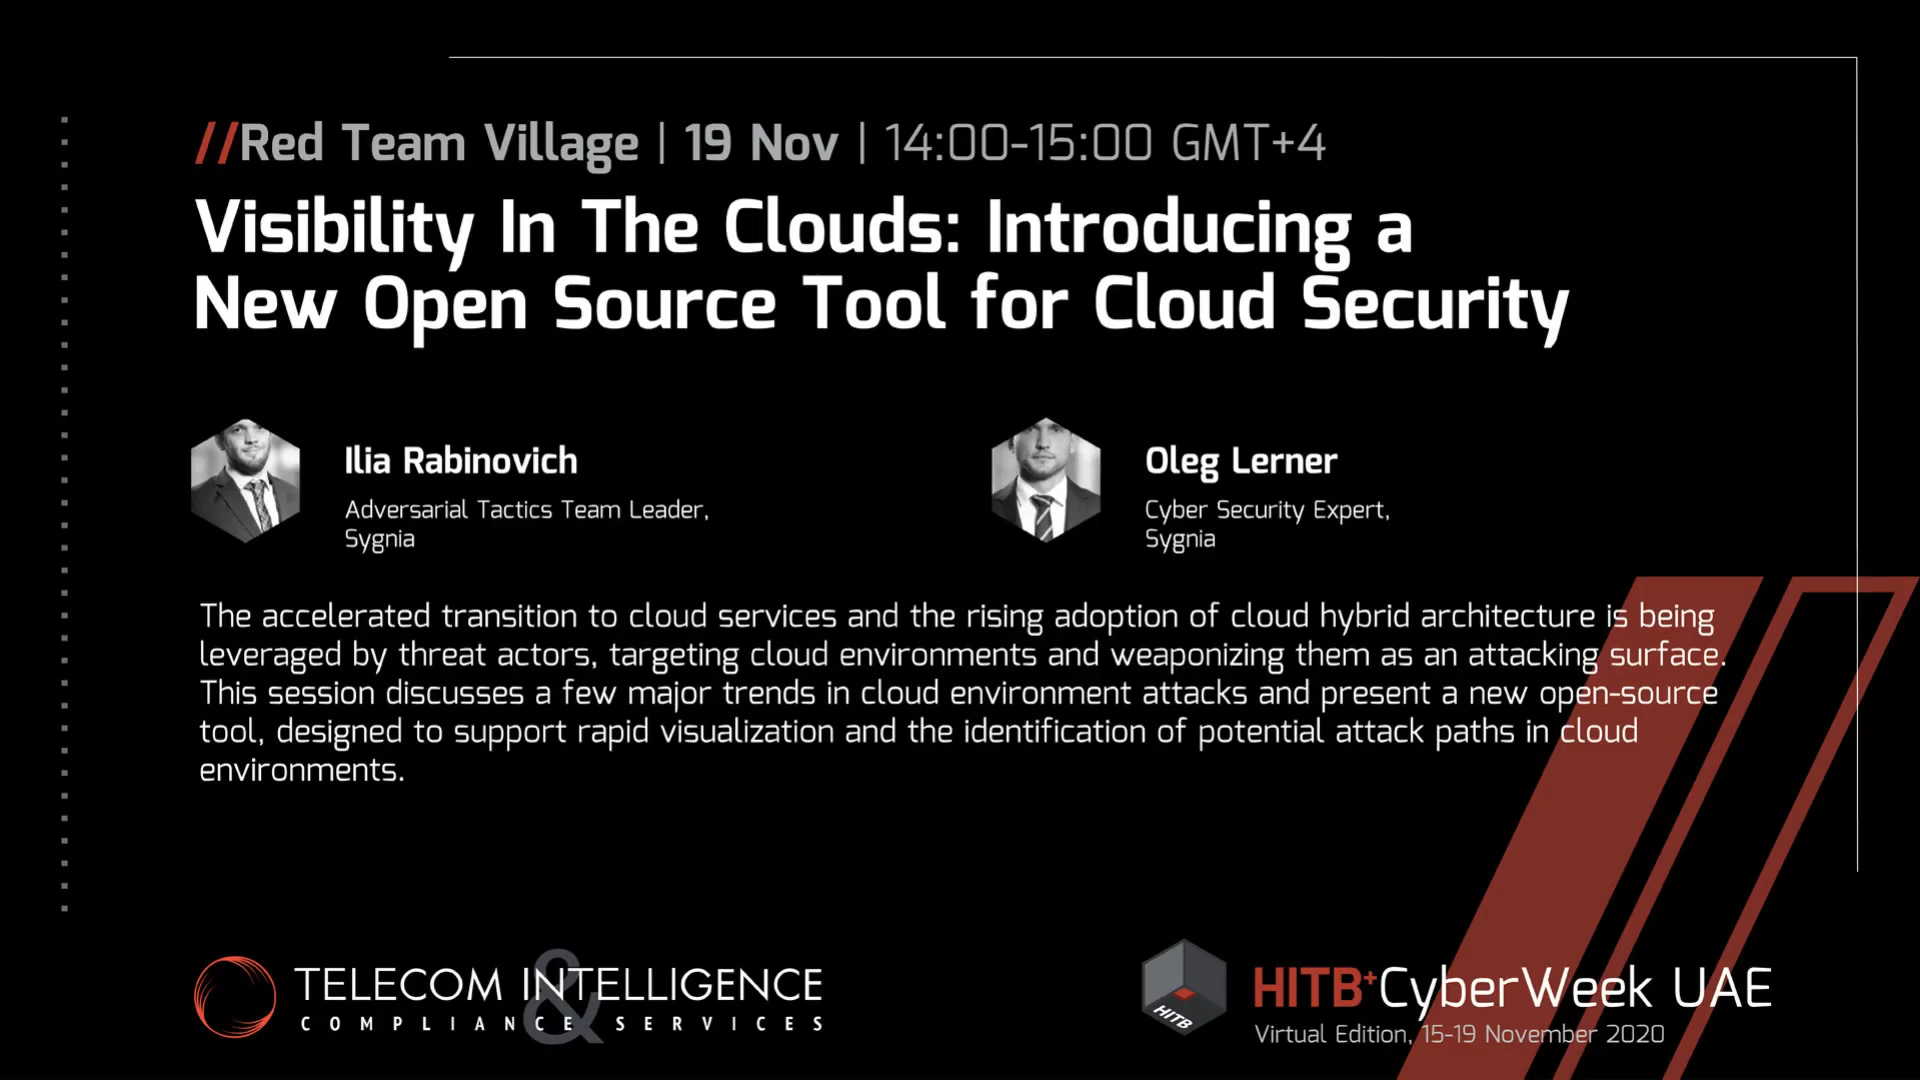 //Red Team Village | 19 Nov | 14:00-15:00 GMT+4
Visibility In The Clouds: Introducing a
New Open Source Tool for Cloud Security
Ilia Rabinovich
Adversarial Tactics Team Leader,
Sygnia
Oleg Lerner
Cyber Security Expert,
Sygnia
The accelerated transition to cloud services and the rising adoption of cloud hybrid architecture is being
leveraged by threat actors, targeting cloud environments and weaponizing them as an attacking surface.
This session discusses a few major trends in cloud environment attacks and present a new open-source
tool, designed to support rapid visualization and the identification of potential attack paths in cloud
environments.
TELECOM INTELLIGENCE
&
COMPLIANCE SERVICES
HITB
HITB+CyberWeek UAE
Virtual Edition, 15-19 November 2020